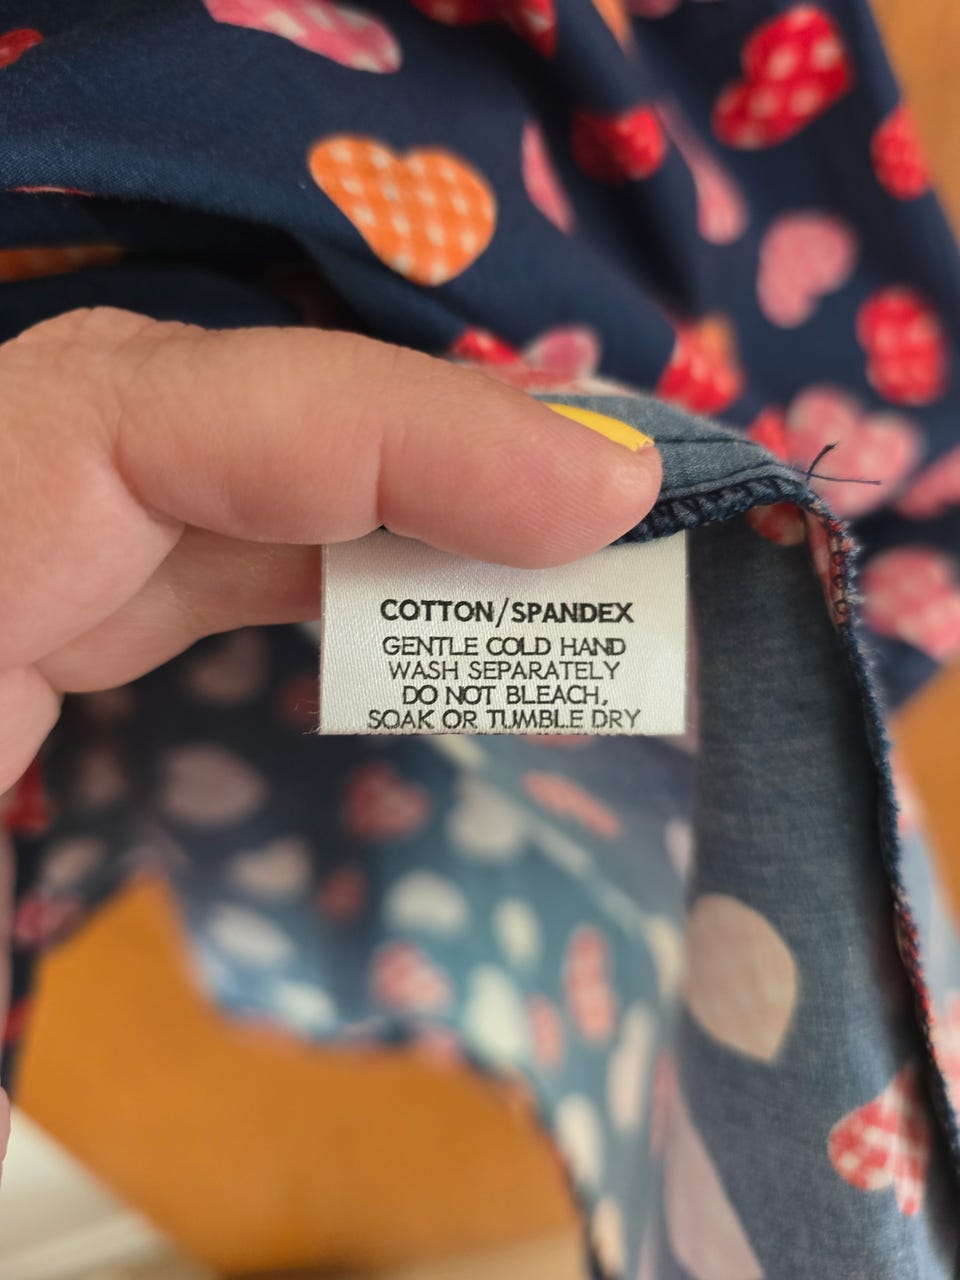 COTTON/SPANDEX
GENTLE COLD HAND
WASH SEPARATELY
DO NOT BLEACH,
SOAK OR TUMBLE DRY